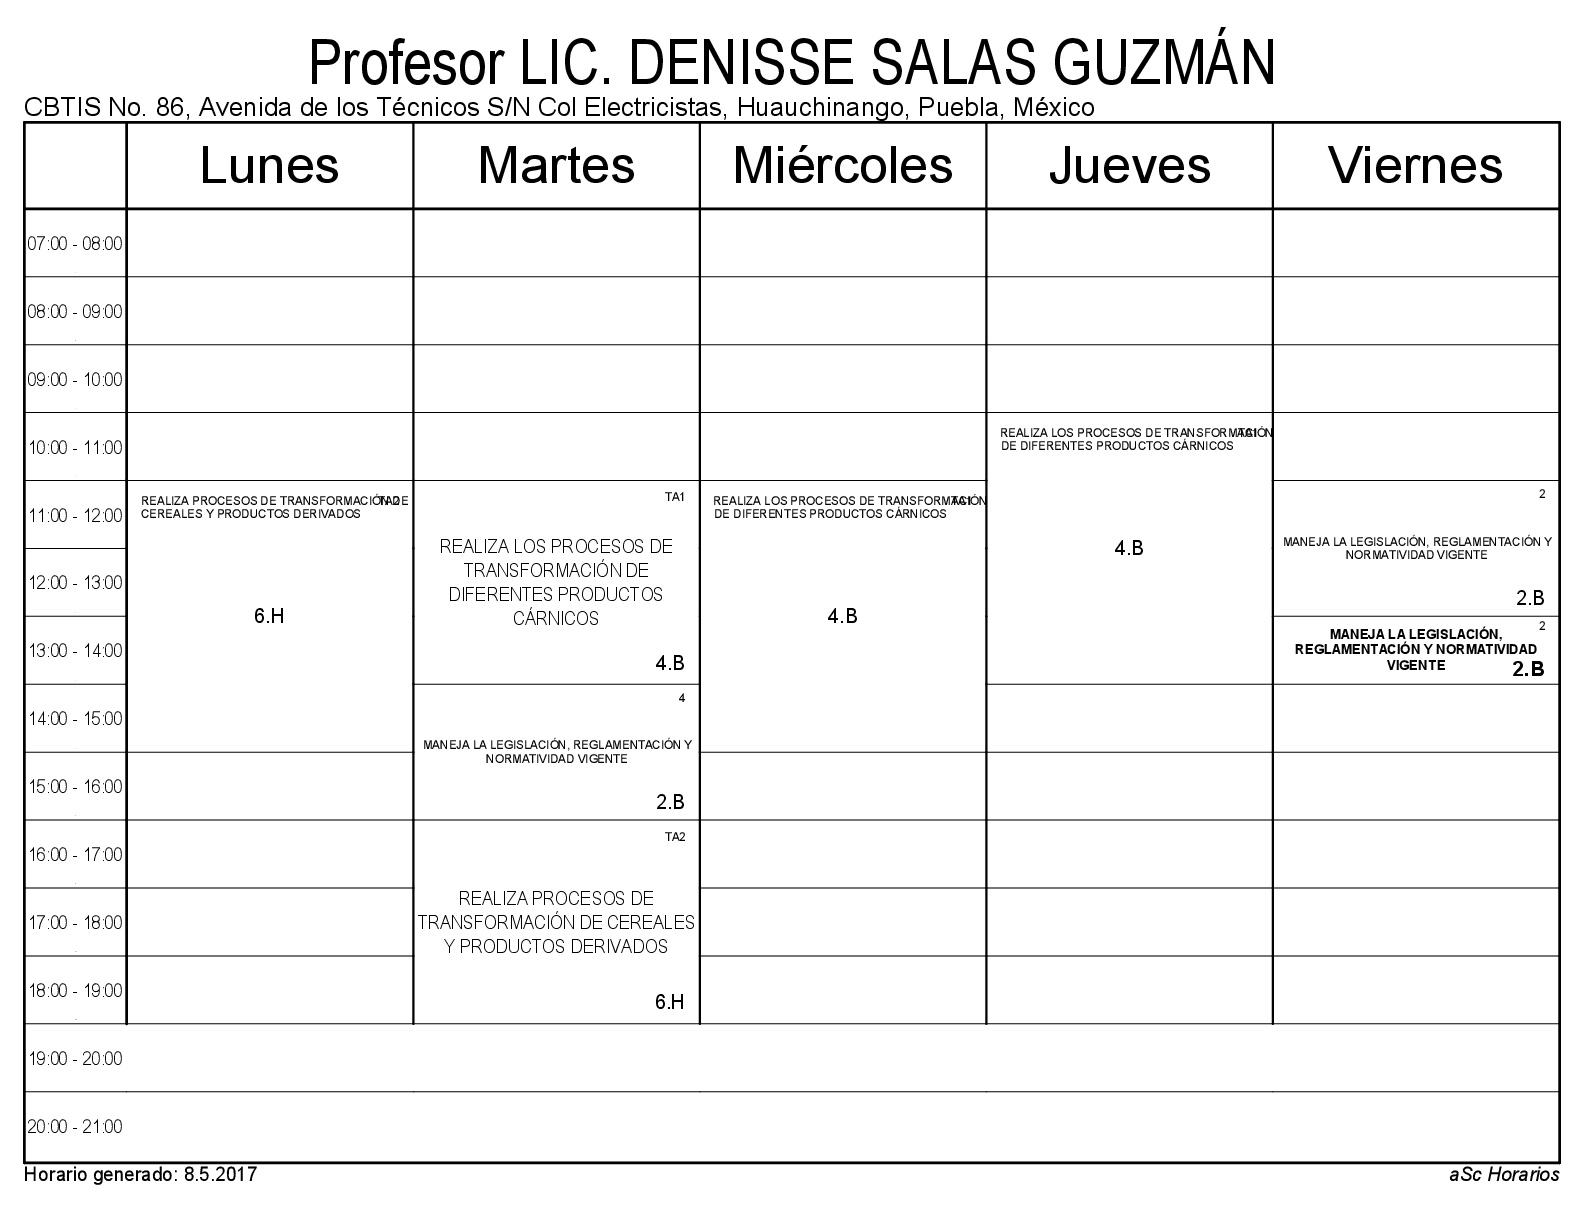 Profesor LIC. DENISSE SALAS GUZMÁN
CBTIS No. 86, Avenida de los Técnicos S/N Col Electricistas, Huauchinango, Puebla, México
Lunes Martes Miércoles Jueves Viernes
07:00 - 08:00
08:00 - 09:00
09:00 - 10:00
10:00 - 11:00
11:00 - 12:00
12:00 - 13:00
13:00 - 14:00
14:00 - 15:00
15:00 - 16:00
16:00 - 17:00
17:00 - 18:00
18:00 - 19:00
19:00 - 20:00
20:00 - 21:00
REALIZA PROCESOS DE TRANSFORMACIÓN DE TA2
CEREALES Y PRODUCTOS DERIVADOS
6.H
TA1
REALIZA LOS PROCESOS DE
TRANSFORMACIÓN DE
DIFERENTES PRODUCTOS
CÁRNICOS
4.B
4
MANEJA LA LEGISLACIÓN, REGLAMENTACIÓN Y
NORMATIVIDAD VIGENTE
2.B
TA2
REALIZA PROCESOS DE
TRANSFORMACIÓN DE CEREALES
Y PRODUCTOS DERIVADOS
6.H
REALIZA LOS PROCESOS DE TRANSFORMACIÓN TA1
DE DIFERENTES PRODUCTOS CÁRNICOS
4.B
REALIZA LOS PROCESOS DE TRANSFORMACIÓN TA1
DE DIFERENTES PRODUCTOS CÁRNICOS
4.B
2
MANEJA LA LEGISLACIÓN, REGLAMENTACIÓN Y
NORMATIVIDAD VIGENTE
2.B
2
MANEJA LA LEGISLACIÓN,
REGLAMENTACIÓN Y NORMATIVIDAD
VIGENTE
2.B
Horario generado: 8.5.2017
aSc Horarios